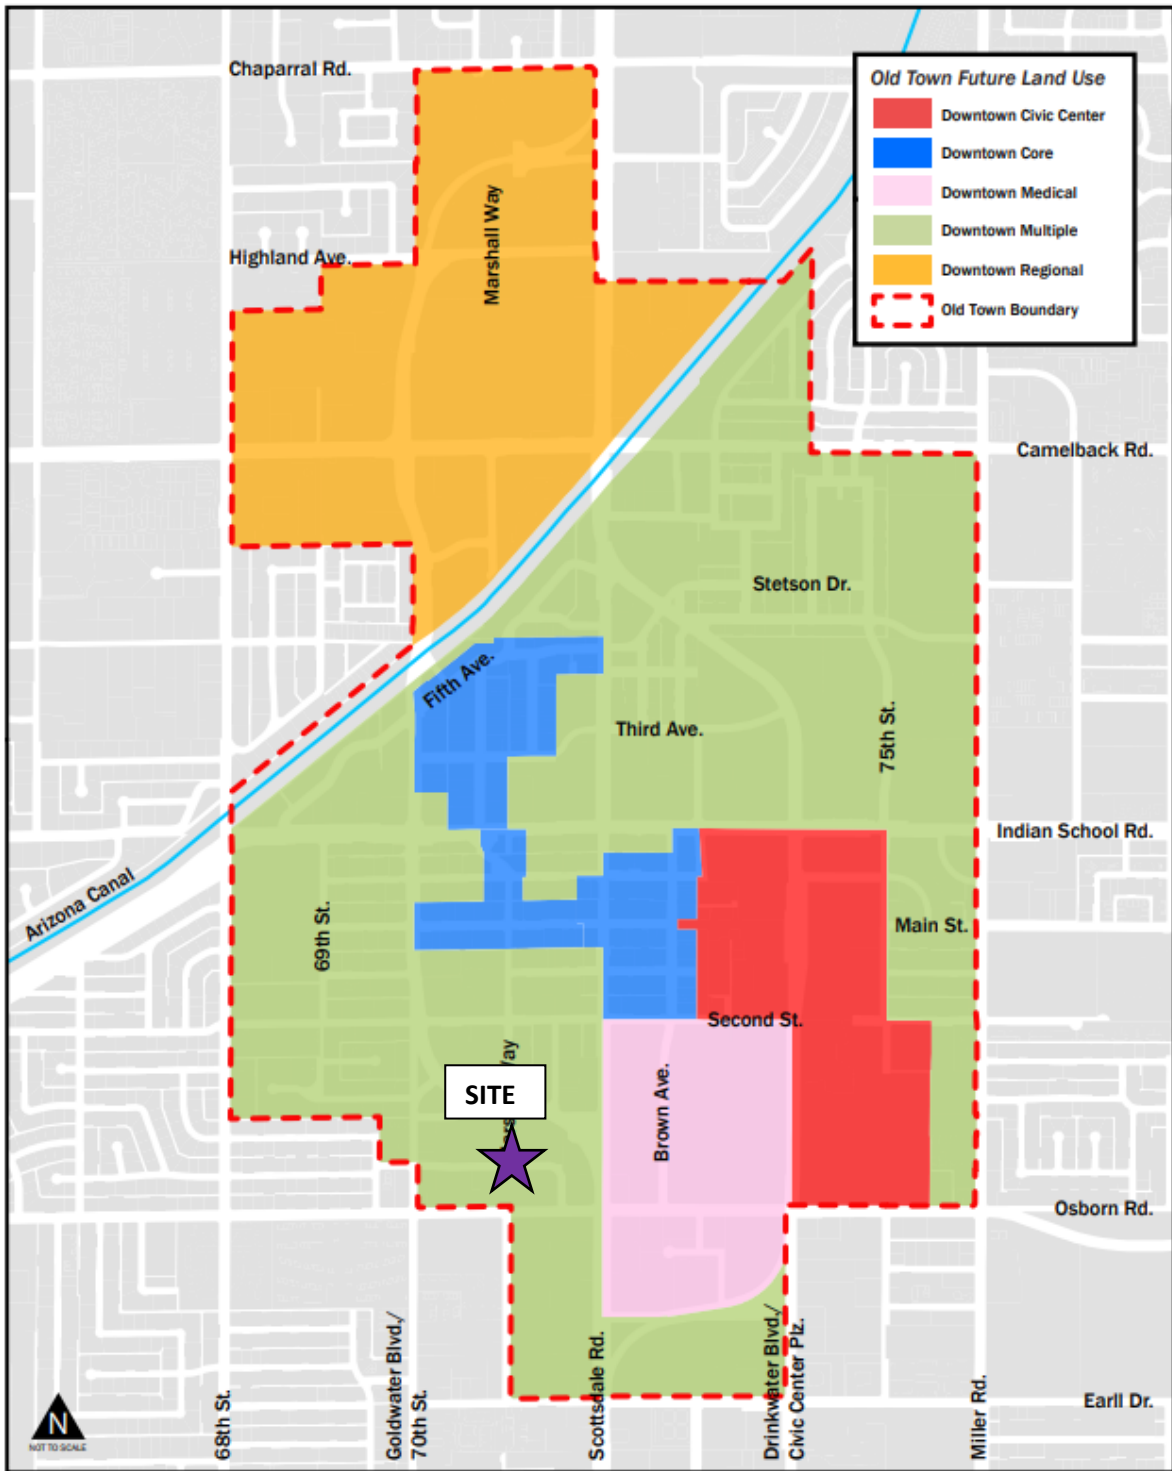 Chaparral Rd.
Old Town Future Land Use
Downtown Civic Center
Downtown Core
Downtown Medical
Downtown Multiple
Downtown Regional
Old Town Boundary
Marshall Way
Highland Ave.
Camelback Rd.
Stetson Dr.
Fifth Ave.
Third Ave.
75th St.
Indian School Rd.
Arizona Canal
69th St.
Main St.
Second St.
SITE
Brown Ave.
Osborn Rd.
68th St.
Goldwater Blvd./
70th St.
Scottsdale Rd.
Drinkwater Blvd./
Civic Center Plz.
Miller Rd.
Earll Dr.
N
NOT TO SCALE